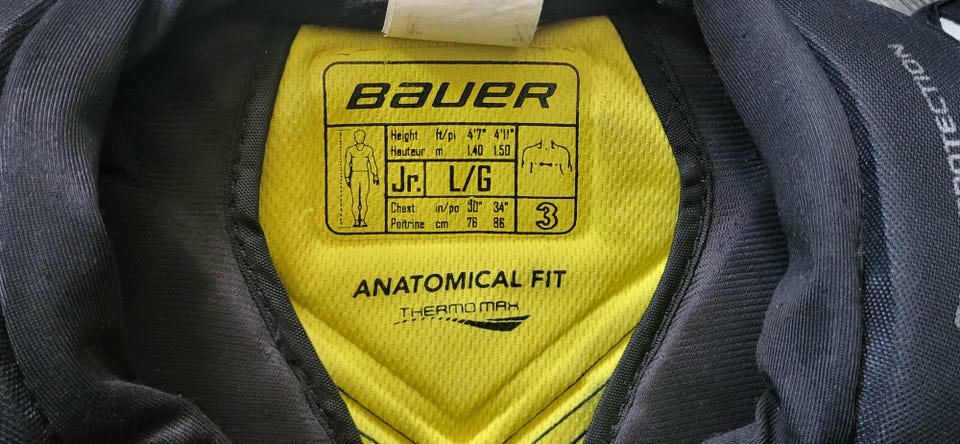 BAUER
Height ft/pi 4'7" 4'11"
Hauteur m 1.40 1.50
Jr. L/G
Chest in/po 30" 34"
Poitrine cm 76 86
3
ANATOMICAL FIT
THERMO MAX
PROTECTION